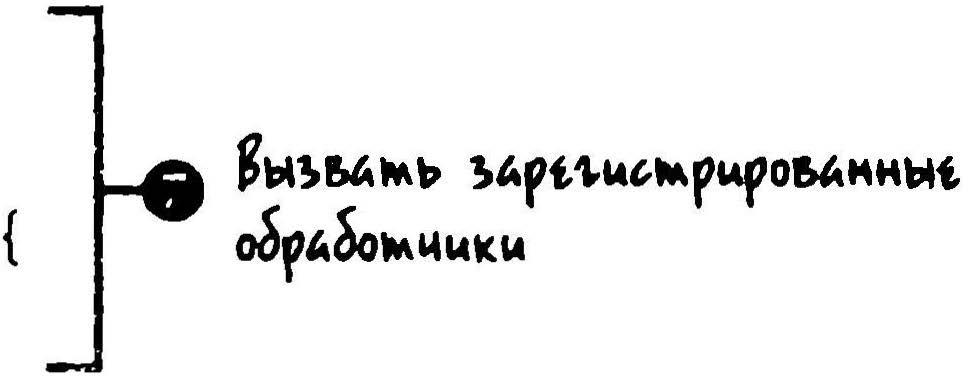 Вызвать зарегистрированные
{
обработчики